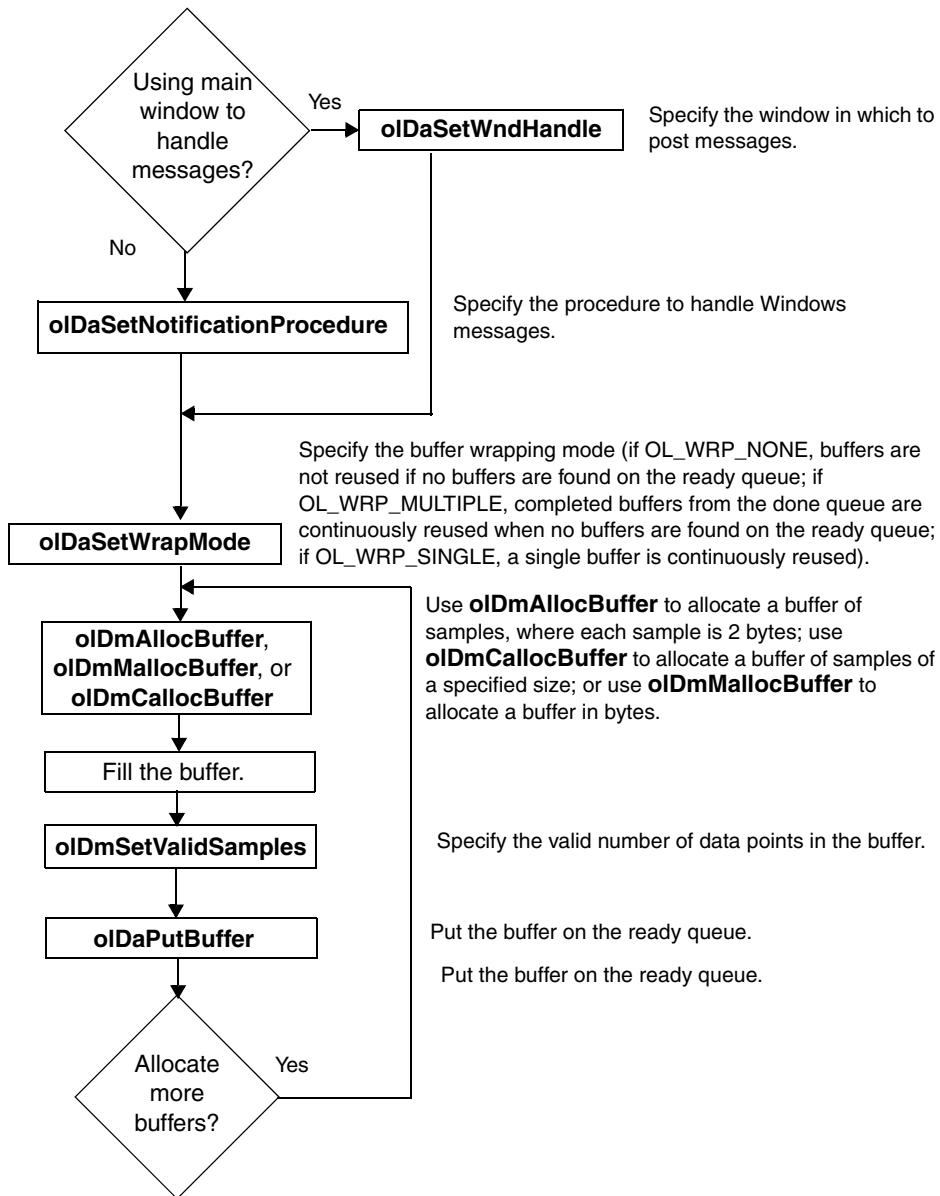 Using main
window to
handle
messages?
Yes
olDaSetWndHandle
Specify the window in which to
post messages.
No
olDaSetNotificationProcedure
Specify the procedure to handle Windows
messages.
Specify the buffer wrapping mode (if OL_WRP_NONE, buffers are
not reused if no buffers are found on the ready queue; if
OL_WRP_MULTIPLE, completed buffers from the done queue are
continuously reused when no buffers are found on the ready queue;
if OL_WRP_SINGLE, a single buffer is continuously reused).
olDaSetWrapMode
olDmAllocBuffer,
olDmMallocBuffer, or
olDmCallocBuffer
Use olDmAllocBuffer to allocate a buffer of
samples, where each sample is 2 bytes; use
olDmCallocBuffer to allocate a buffer of samples of
a specified size; or use olDmMallocBuffer to
allocate a buffer in bytes.
Fill the buffer.
olDmSetValidSamples
Specify the valid number of data points in the buffer.
olDaPutBuffer
Put the buffer on the ready queue.
Put the buffer on the ready queue.
Allocate
more
buffers?
Yes